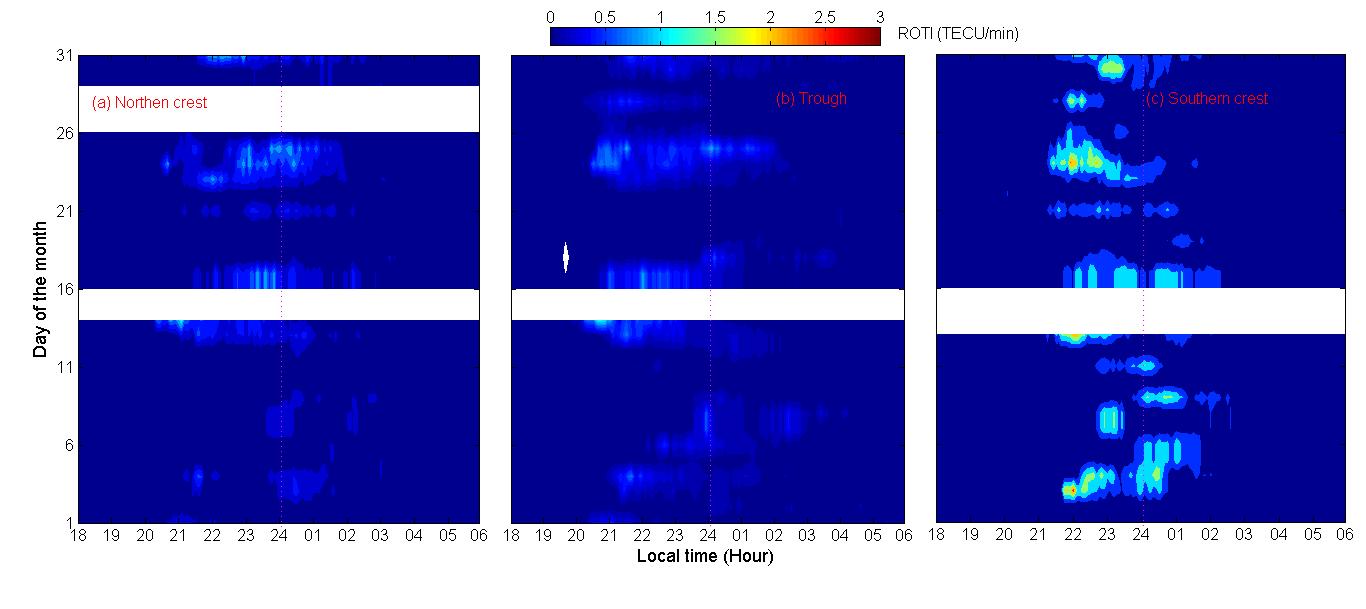 0 0.5 1 1.5 2 2.5 3
ROTI (TECU/min)
31
26
21
16
11
6
1
Day of the month
(a) Northen crest
(b) Trough
(c) Southern crest
18 19 20 21 22 23 24 01 02 03 04 05 06
18 19 20 21 22 23 24 01 02 03 04 05 06
18 19 20 21 22 23 24 01 02 03 04 05 06
Local time (Hour)